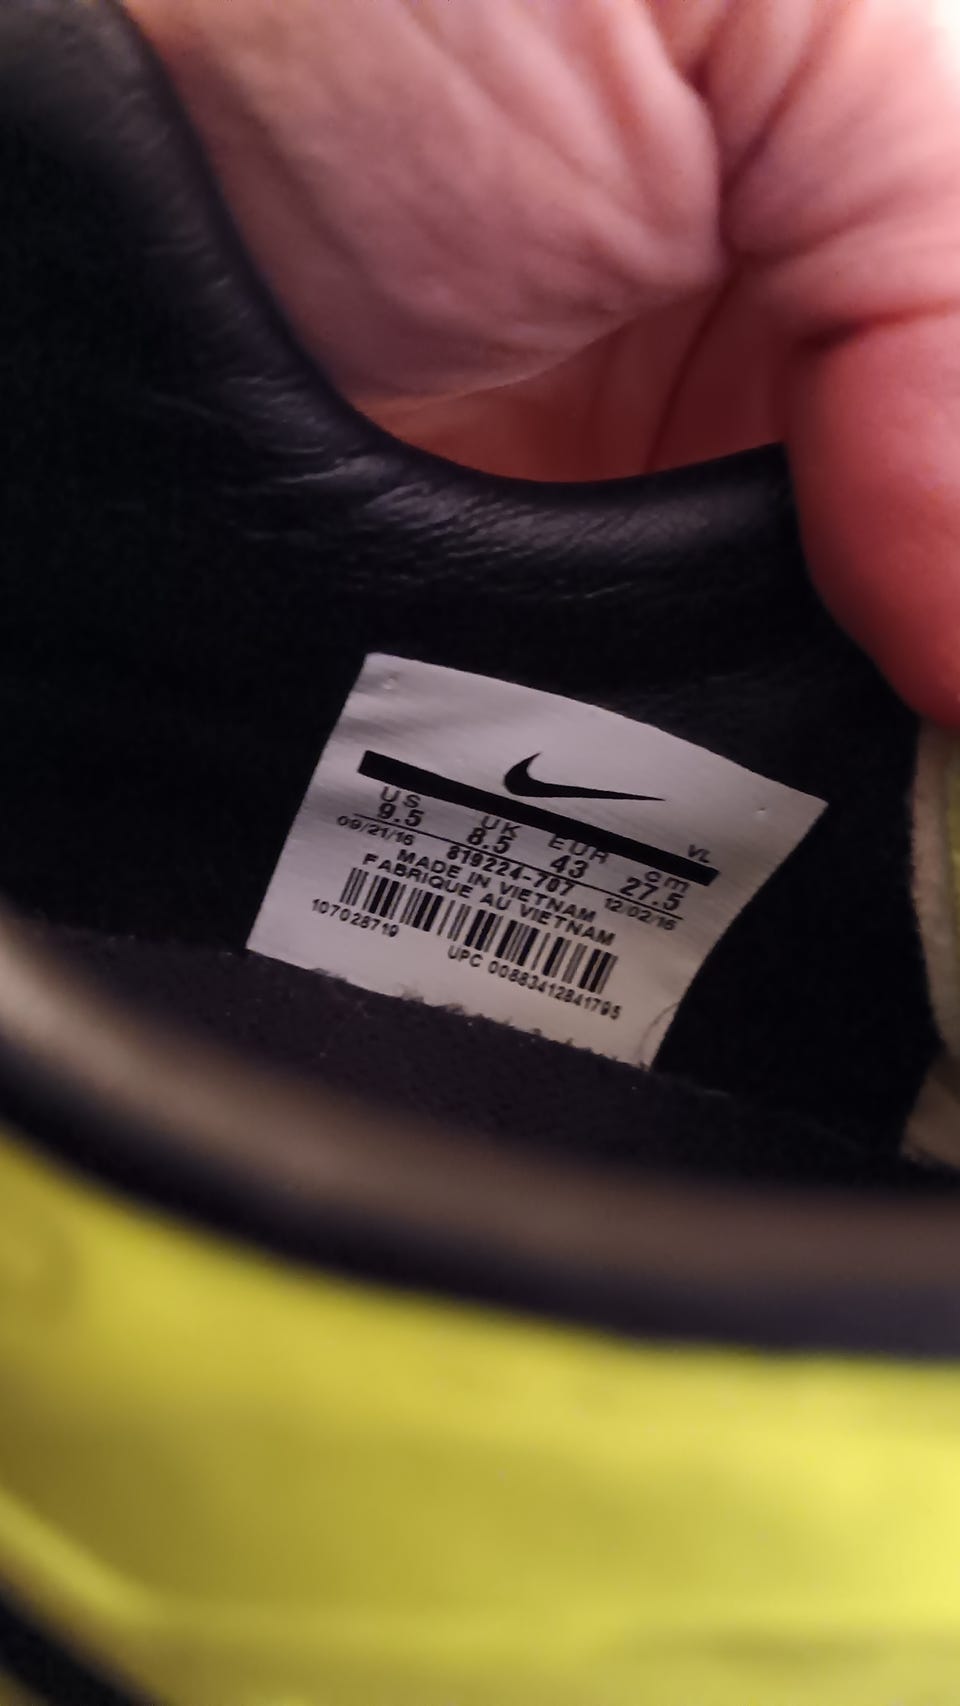 VL
US UK EUR cm
9.5 8.5 43 27.5
09/21/16 819224-707 12/02/16
MADE IN VIETNAM
FABRIQUE AU VIETNAM
107028719
UPC 00883412841795